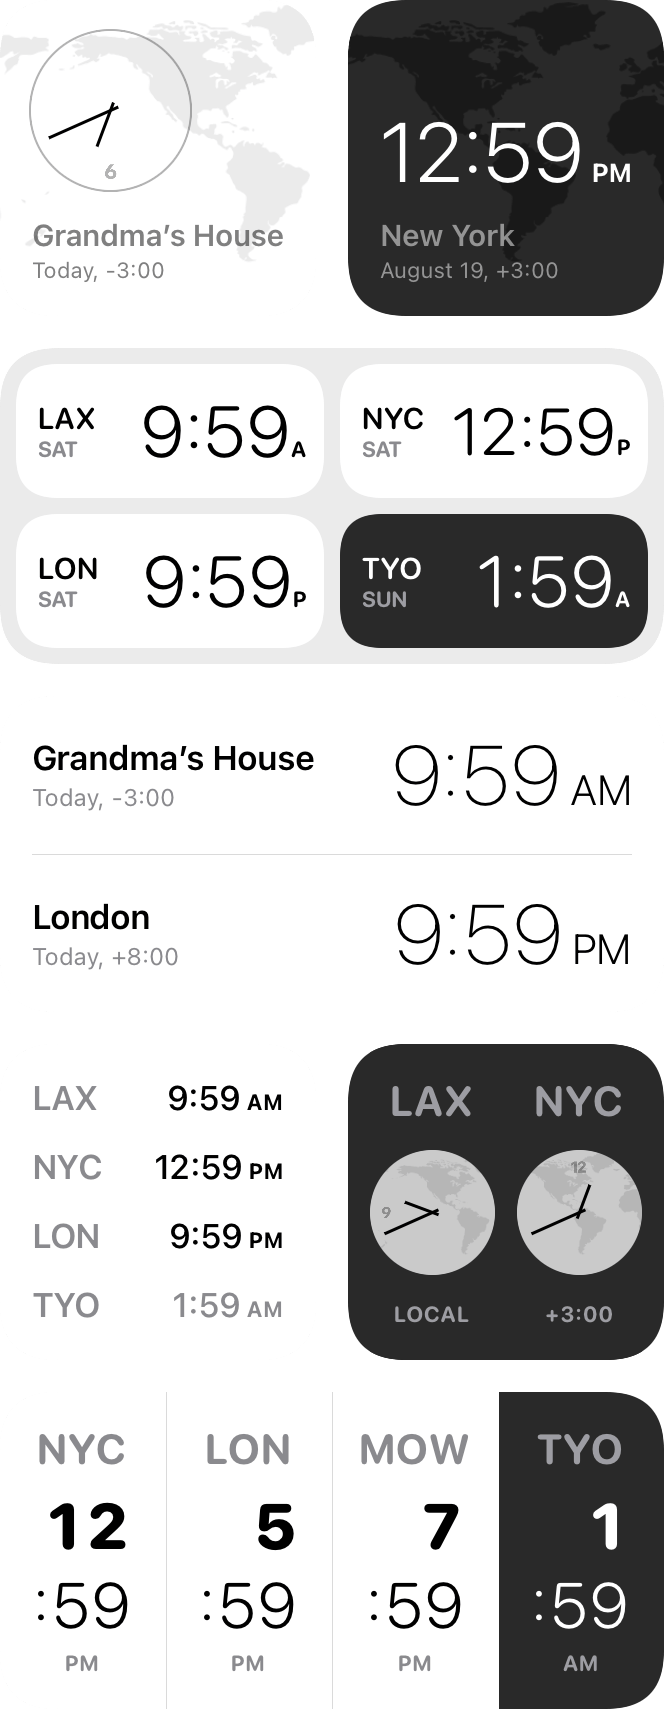 6
Grandma's House
Today, -3:00
12:59 PM
New York
August 19, +3:00
LAX
SAT
9:59A
NYC
SAT
12:59P
LON
SAT
9:59P
TYO
SUN
1:59A
Grandma's House
Today, -3:00
9:59 AM
London
Today, +8:00
9:59 PM
LAX 9:59 AM
NYC 12:59 PM
LON 9:59 PM
TYO 1:59 AM
LAX NYC
9
12
LOCAL +3:00
NYC
12
:59
PM
LON
5
:59
PM
MOW
7
:59
PM
TYO
1
:59
AM